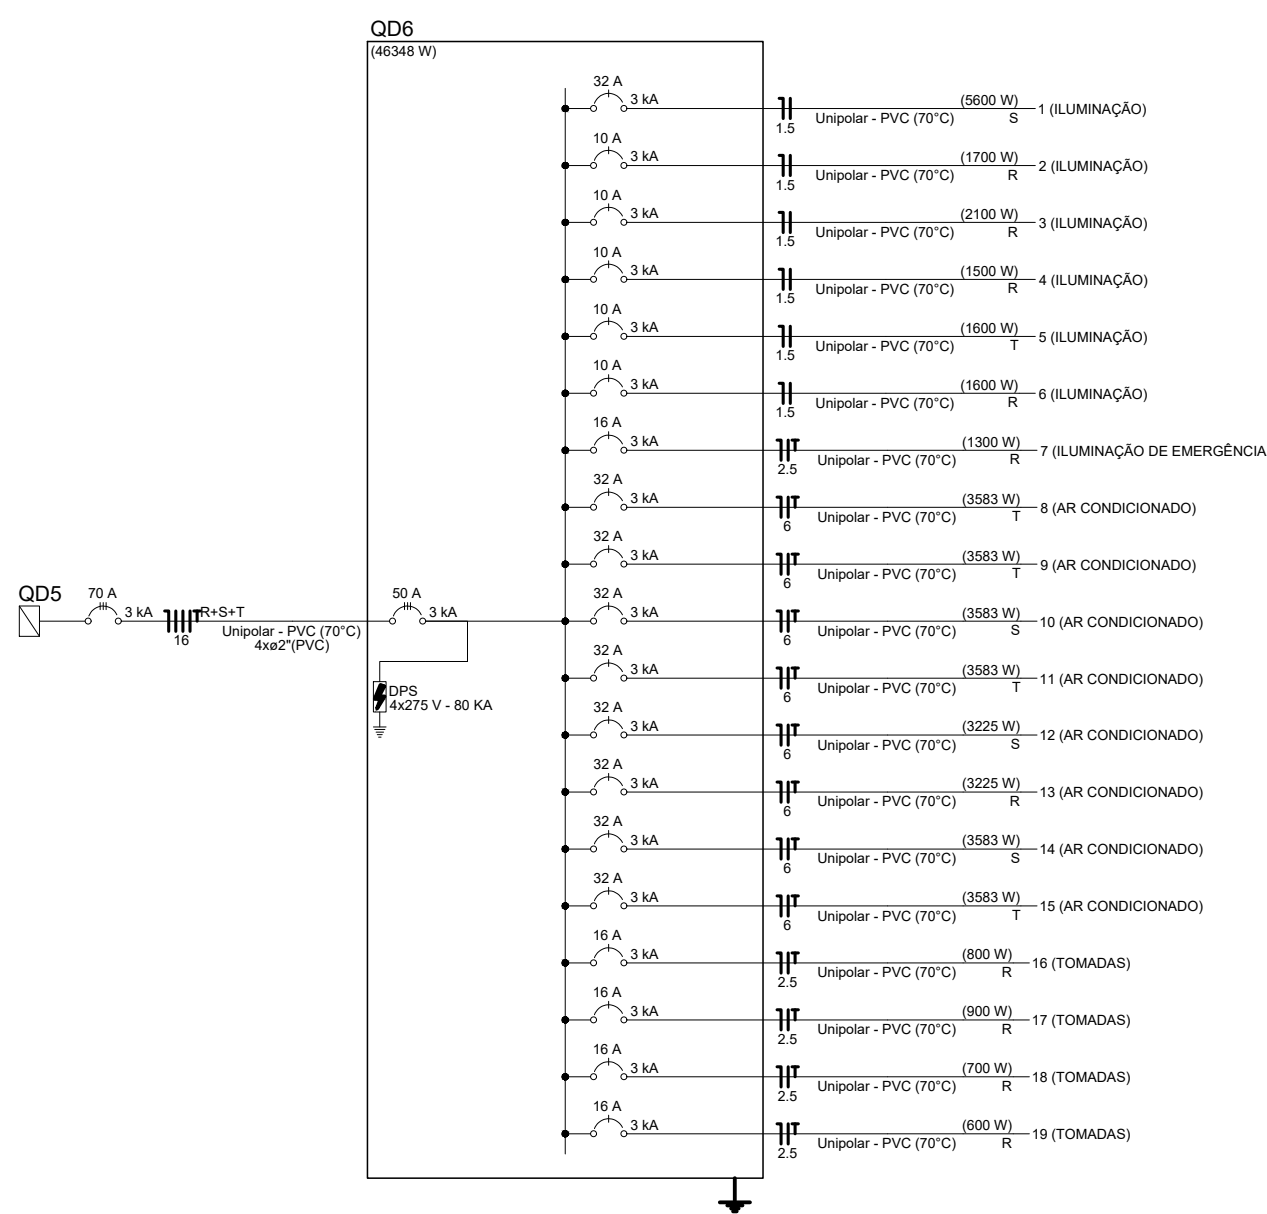 QD6
(46348 W)
32 A
3 kA
1.5
Unipolar - PVC (70°C)
(5600 W)
S
1 (ILUMINAÇÃO)
10 A
3 kA
1.5
Unipolar - PVC (70°C)
(1700 W)
R
2 (ILUMINAÇÃO)
10 A
3 kA
1.5
Unipolar - PVC (70°C)
(2100 W)
R
3 (ILUMINAÇÃO)
10 A
3 kA
1.5
Unipolar - PVC (70°C)
(1500 W)
R
4 (ILUMINAÇÃO)
10 A
3 kA
1.5
Unipolar - PVC (70°C)
(1600 W)
T
5 (ILUMINAÇÃO)
10 A
3 kA
1.5
Unipolar - PVC (70°C)
(1600 W)
R
6 (ILUMINAÇÃO)
16 A
3 kA
2.5
Unipolar - PVC (70°C)
(1300 W)
R
7 (ILUMINAÇÃO DE EMERGÊNCIA
32 A
3 kA
6
Unipolar - PVC (70°C)
(3583 W)
T
8 (AR CONDICIONADO)
32 A
3 kA
6
Unipolar - PVC (70°C)
(3583 W)
T
9 (AR CONDICIONADO)
QD5
70 A
3 kA
16
R+S+T
Unipolar - PVC (70°C)
4xø2"(PVC)
50 A
3 kA
DPS
4x275 V - 80 KA
32 A
3 kA
6
Unipolar - PVC (70°C)
(3583 W)
S
10 (AR CONDICIONADO)
32 A
3 kA
6
Unipolar - PVC (70°C)
(3583 W)
T
11 (AR CONDICIONADO)
32 A
3 kA
6
Unipolar - PVC (70°C)
(3225 W)
S
12 (AR CONDICIONADO)
32 A
3 kA
6
Unipolar - PVC (70°C)
(3225 W)
R
13 (AR CONDICIONADO)
32 A
3 kA
6
Unipolar - PVC (70°C)
(3583 W)
S
14 (AR CONDICIONADO)
32 A
3 kA
6
Unipolar - PVC (70°C)
(3583 W)
T
15 (AR CONDICIONADO)
16 A
3 kA
2.5
Unipolar - PVC (70°C)
(800 W)
R
16 (TOMADAS)
16 A
3 kA
2.5
Unipolar - PVC (70°C)
(900 W)
R
17 (TOMADAS)
16 A
3 kA
2.5
Unipolar - PVC (70°C)
(700 W)
R
18 (TOMADAS)
16 A
3 kA
2.5
Unipolar - PVC (70°C)
(600 W)
R
19 (TOMADAS)